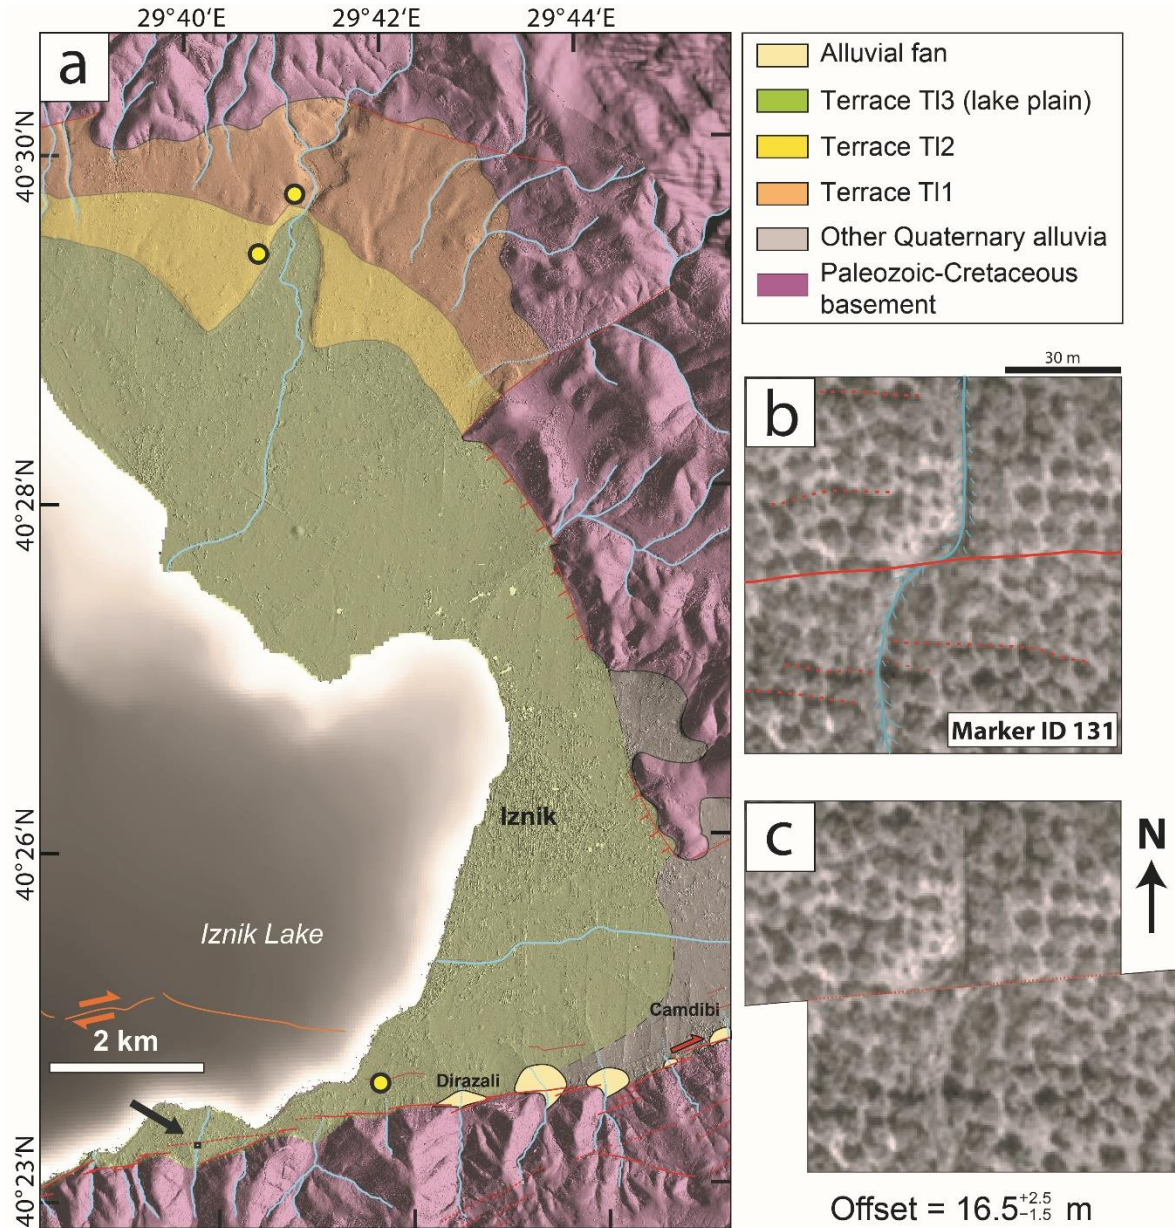 29°40'E
29°42'E
29°44'E
a
40°30'N
40°28'N
40°26'N
40°23'N
Iznik
Iznik Lake
2 km
Dirazali
Camdibi
Alluvial fan
Terrace Tl3 (lake plain)
Terrace Tl2
Terrace Tl1
Other Quaternary alluvia
Paleozoic-Cretaceous
basement
30 m
b
Marker ID 131
c
N
Offset = 16.5 +2.5 −1.5 m